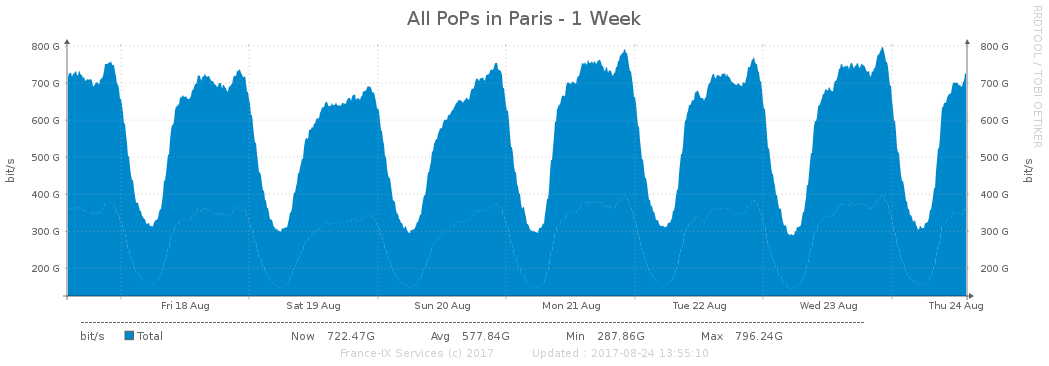 All PoPs in Paris - 1 Week
RRDTOOL / TOBI OETIKER
800 G 800 G
700 G 700 G
600 G 600 G
500 G 500 G
400 G 400 G
300 G 300 G
200 G 200 G
bit/s
bit/s
Fri 18 Aug Sat 19 Aug Sun 20 Aug Mon 21 Aug Tue 22 Aug Wed 23 Aug Thu 24 Aug
bit/s Total Now 722.47G Avg 577.84G Min 287.86G Max 796.24G
France-IX Services (c) 2017 Updated : 2017-08-24 13:55:10